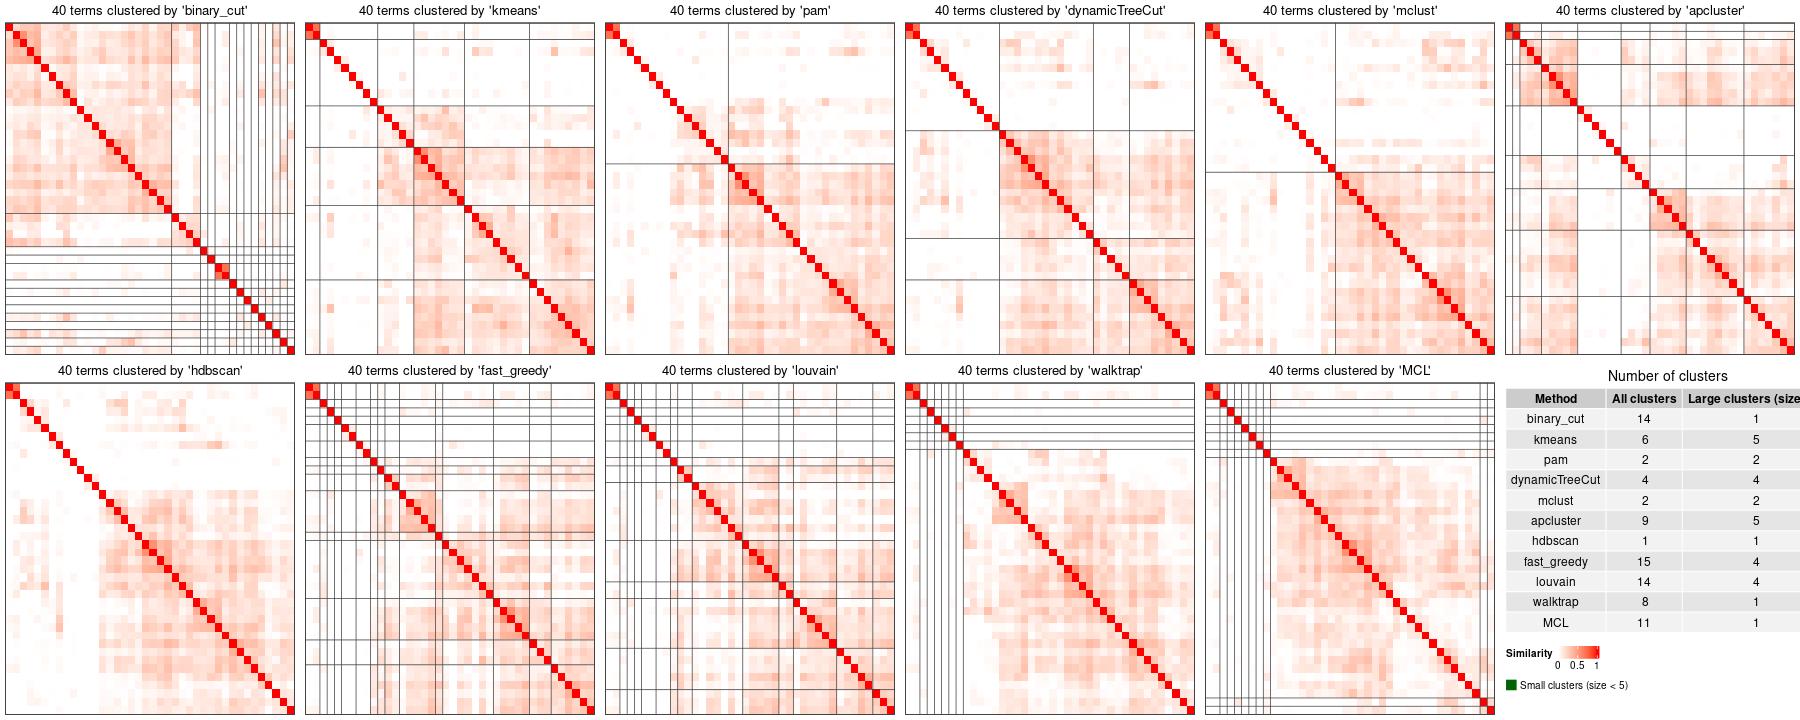 40 terms clustered by 'binary_cut'
40 terms clustered by 'kmeans'
40 terms clustered by 'pam'
40 terms clustered by 'dynamicTreeCut'
40 terms clustered by 'mclust'
40 terms clustered by 'apcluster'
40 terms clustered by 'hdbscan'
40 terms clustered by 'fast_greedy'
40 terms clustered by 'louvain'
40 terms clustered by 'walktrap'
40 terms clustered by 'MCL'
Number of clusters
Method All clusters Large clusters (size
binary_cut 14 1
kmeans 6 5
pam 2 2
dynamicTreeCut 4 4
mclust 2 2
apcluster 9 5
hdbscan 1 1
fast_greedy 15 4
louvain 14 4
walktrap 8 1
MCL 11 1
Similarity
0 0.5 1
Small clusters (size < 5)